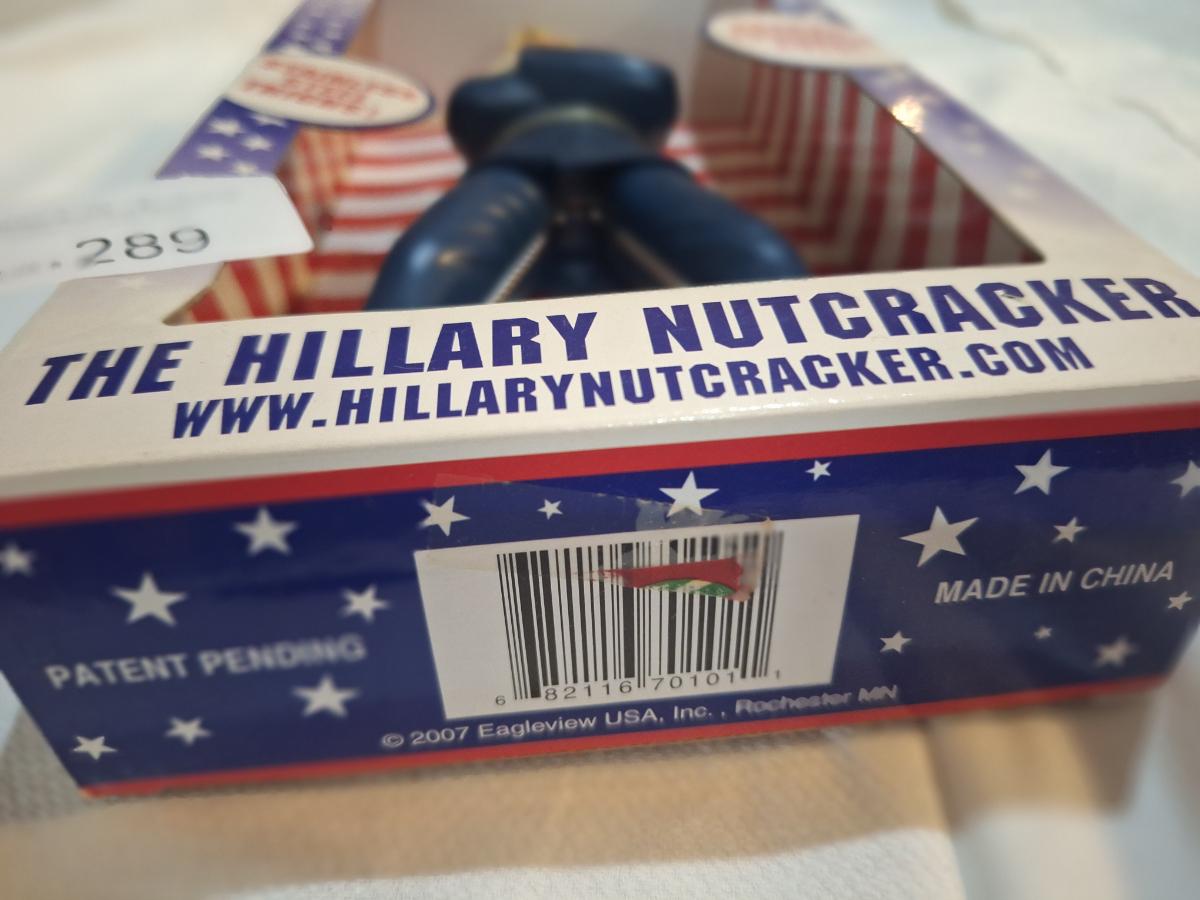 .289
THE HILLARY NUTCRACKER
WWW.HILLARYNUTCRACKER.COM
MADE IN CHINA
PATENT PENDING
6 82116 70101 1
© 2007 Eagleview USA, Inc. , Rochester MN